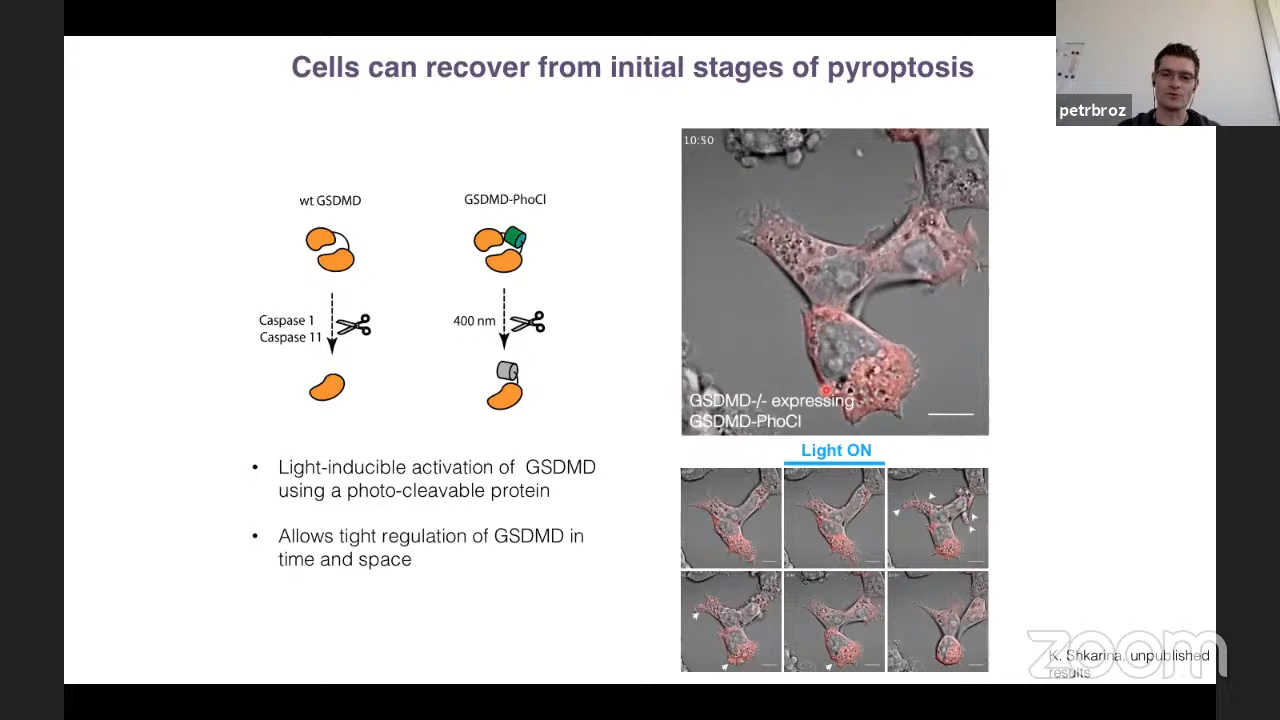 Cells can recover from initial stages of pyroptosis
petrbroz
wt GSDMD
GSDMD-PhoCl
Caspase 1
Caspase 11
400 nm
• Light-inducible activation of GSDMD
using a photo-cleavable protein
• Allows tight regulation of GSDMD in
time and space
10:50
GSDMD-/- expressing
GSDMD-PhoCl
Light ON
zoom
K. Shkarina, unpublished
results